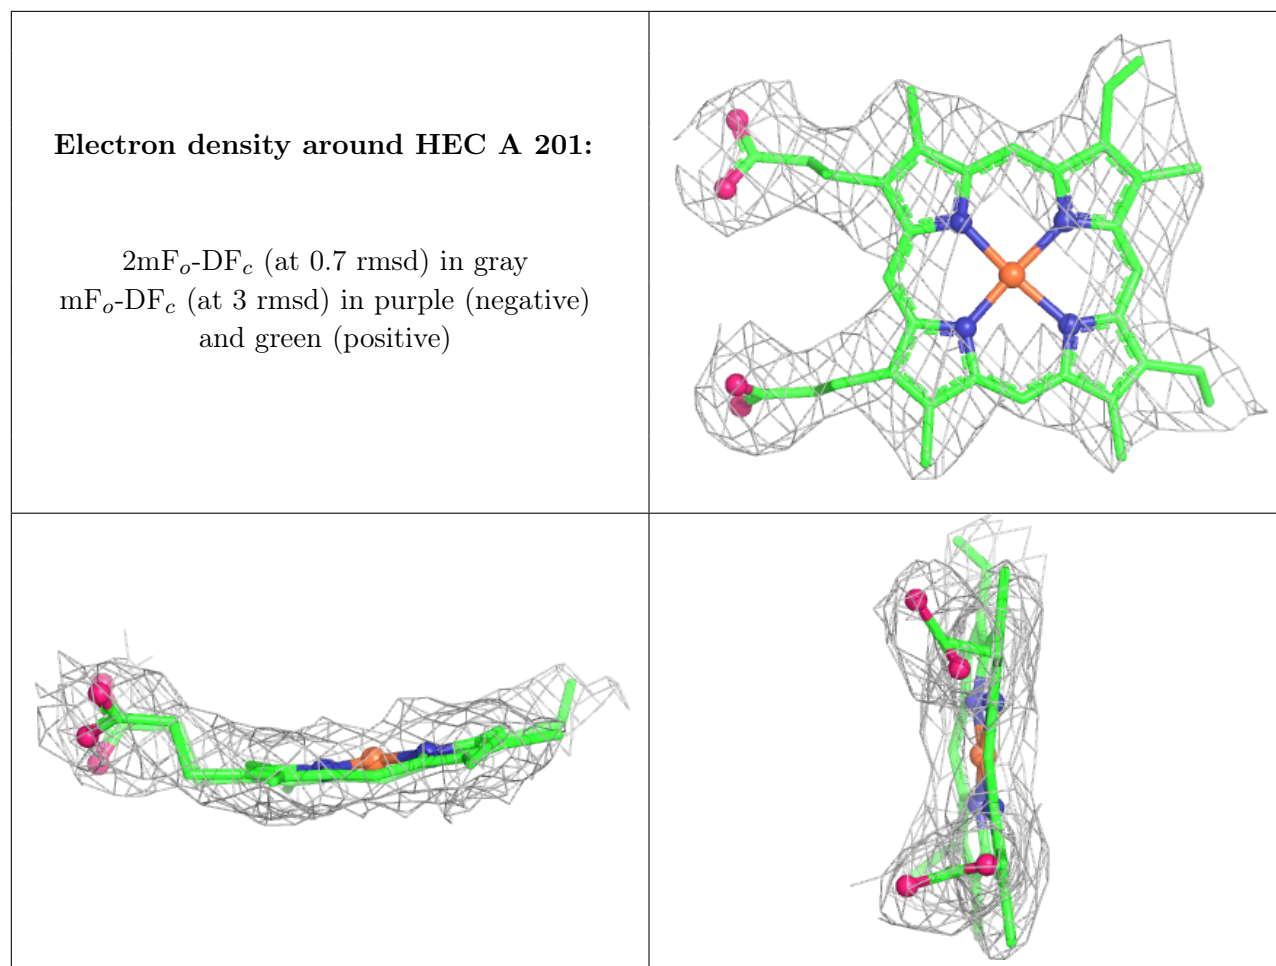 Electron density around HEC A 201:
2mFo-DFc (at 0.7 rmsd) in gray
mFo-DFc (at 3 rmsd) in purple (negative)
and green (positive)